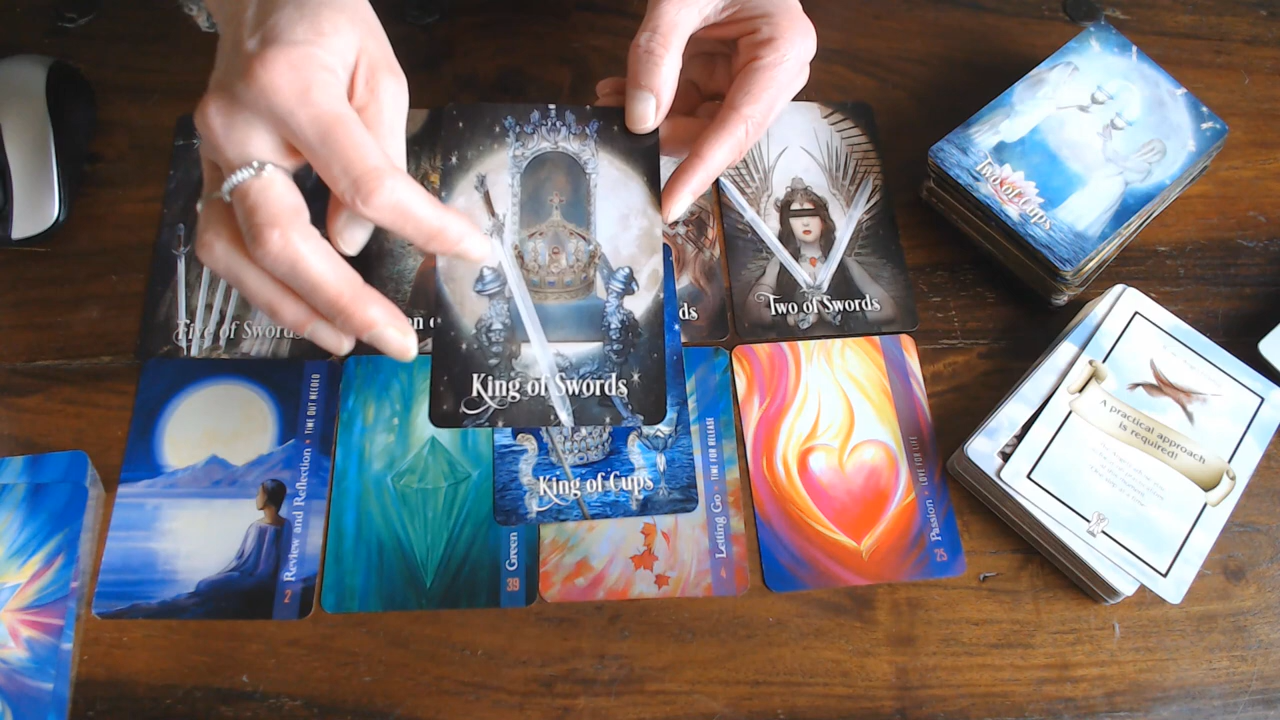 Two of Cups
Five of Swords
Two of Swords
King of Swords
A practical approach
is required!
King of Cups
Review and Reflection • TIME OUT NEEDED
2
Green
39
Letting Go • TIME FOR RELEASE
4
Passion • LOVE FOR LIFE
25